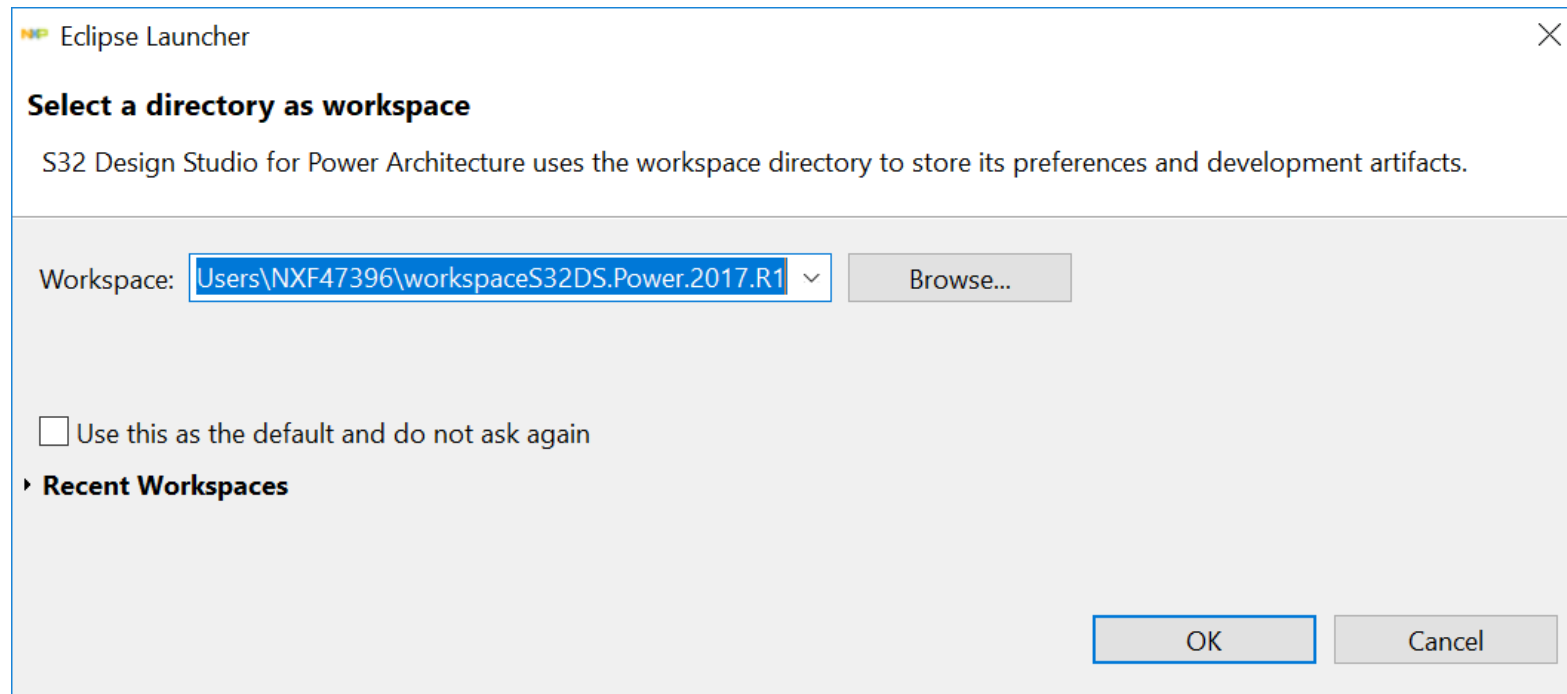 NXP Eclipse Launcher
Select a directory as workspace
S32 Design Studio for Power Architecture uses the workspace directory to store its preferences and development artifacts.
Workspace: Users\NXF47396\workspaceS32DS.Power.2017.R1 Browse...
Use this as the default and do not ask again
Recent Workspaces
OK Cancel